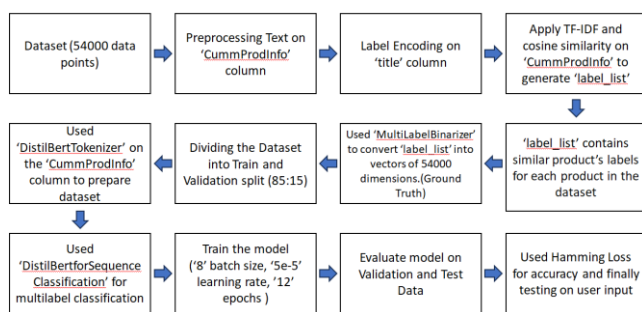 Dataset (54000 data
points)
Preprocessing Text on
‘CummProdInfo’
column
Label Encoding on
‘title’ column
Apply TF-IDF and
cosine similarity on
‘CummProdInfo’ to
generate ‘label_list’
‘label_list’ contains
similar product’s labels
for each product in the
dataset
Used ‘MultiLabelBinarizer’
to convert ‘label_list’ into
vectors of 54000
dimensions.(Ground
Truth)
Dividing the Dataset
into Train and
Validation split (85:15)
Used
‘DistilBertTokenizer’ on
the ‘CummProdInfo’
column to prepare
dataset
Used
‘DistilBertforSequence
Classification’ for
multilabel classification
Train the model
(‘8’ batch size, ‘5e-5’
learning rate, ’12’
epochs )
Evaluate model on
Validation and Test
Data
Used Hamming Loss
for accuracy and finally
testing on user input